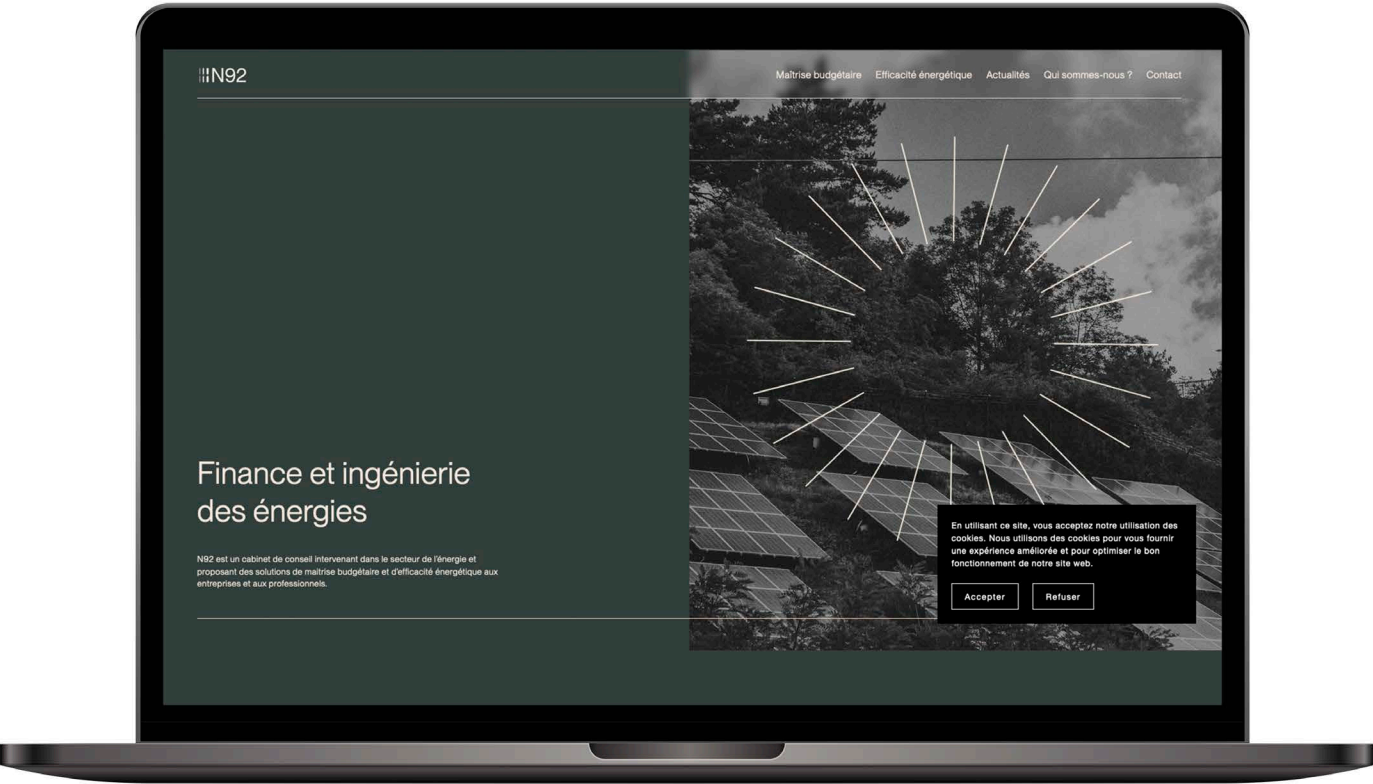 N92
Maîtrise budgétaire Efficacité énergétique Actualités Qui sommes-nous ? Contact
Finance et ingénierie
des énergies
N92 est un cabinet de conseil intervenant dans le secteur de l'énergie et
proposant des solutions de maitrise budgétaire et d'efficacité énergétique aux
entreprises et aux professionnels.
En utilisant ce site, vous acceptez notre utilisation des
cookies. Nous utilisons des cookies pour vous fournir
une expérience améliorée et pour optimiser le bon
fonctionnement de notre site web.
Accepter Refuser